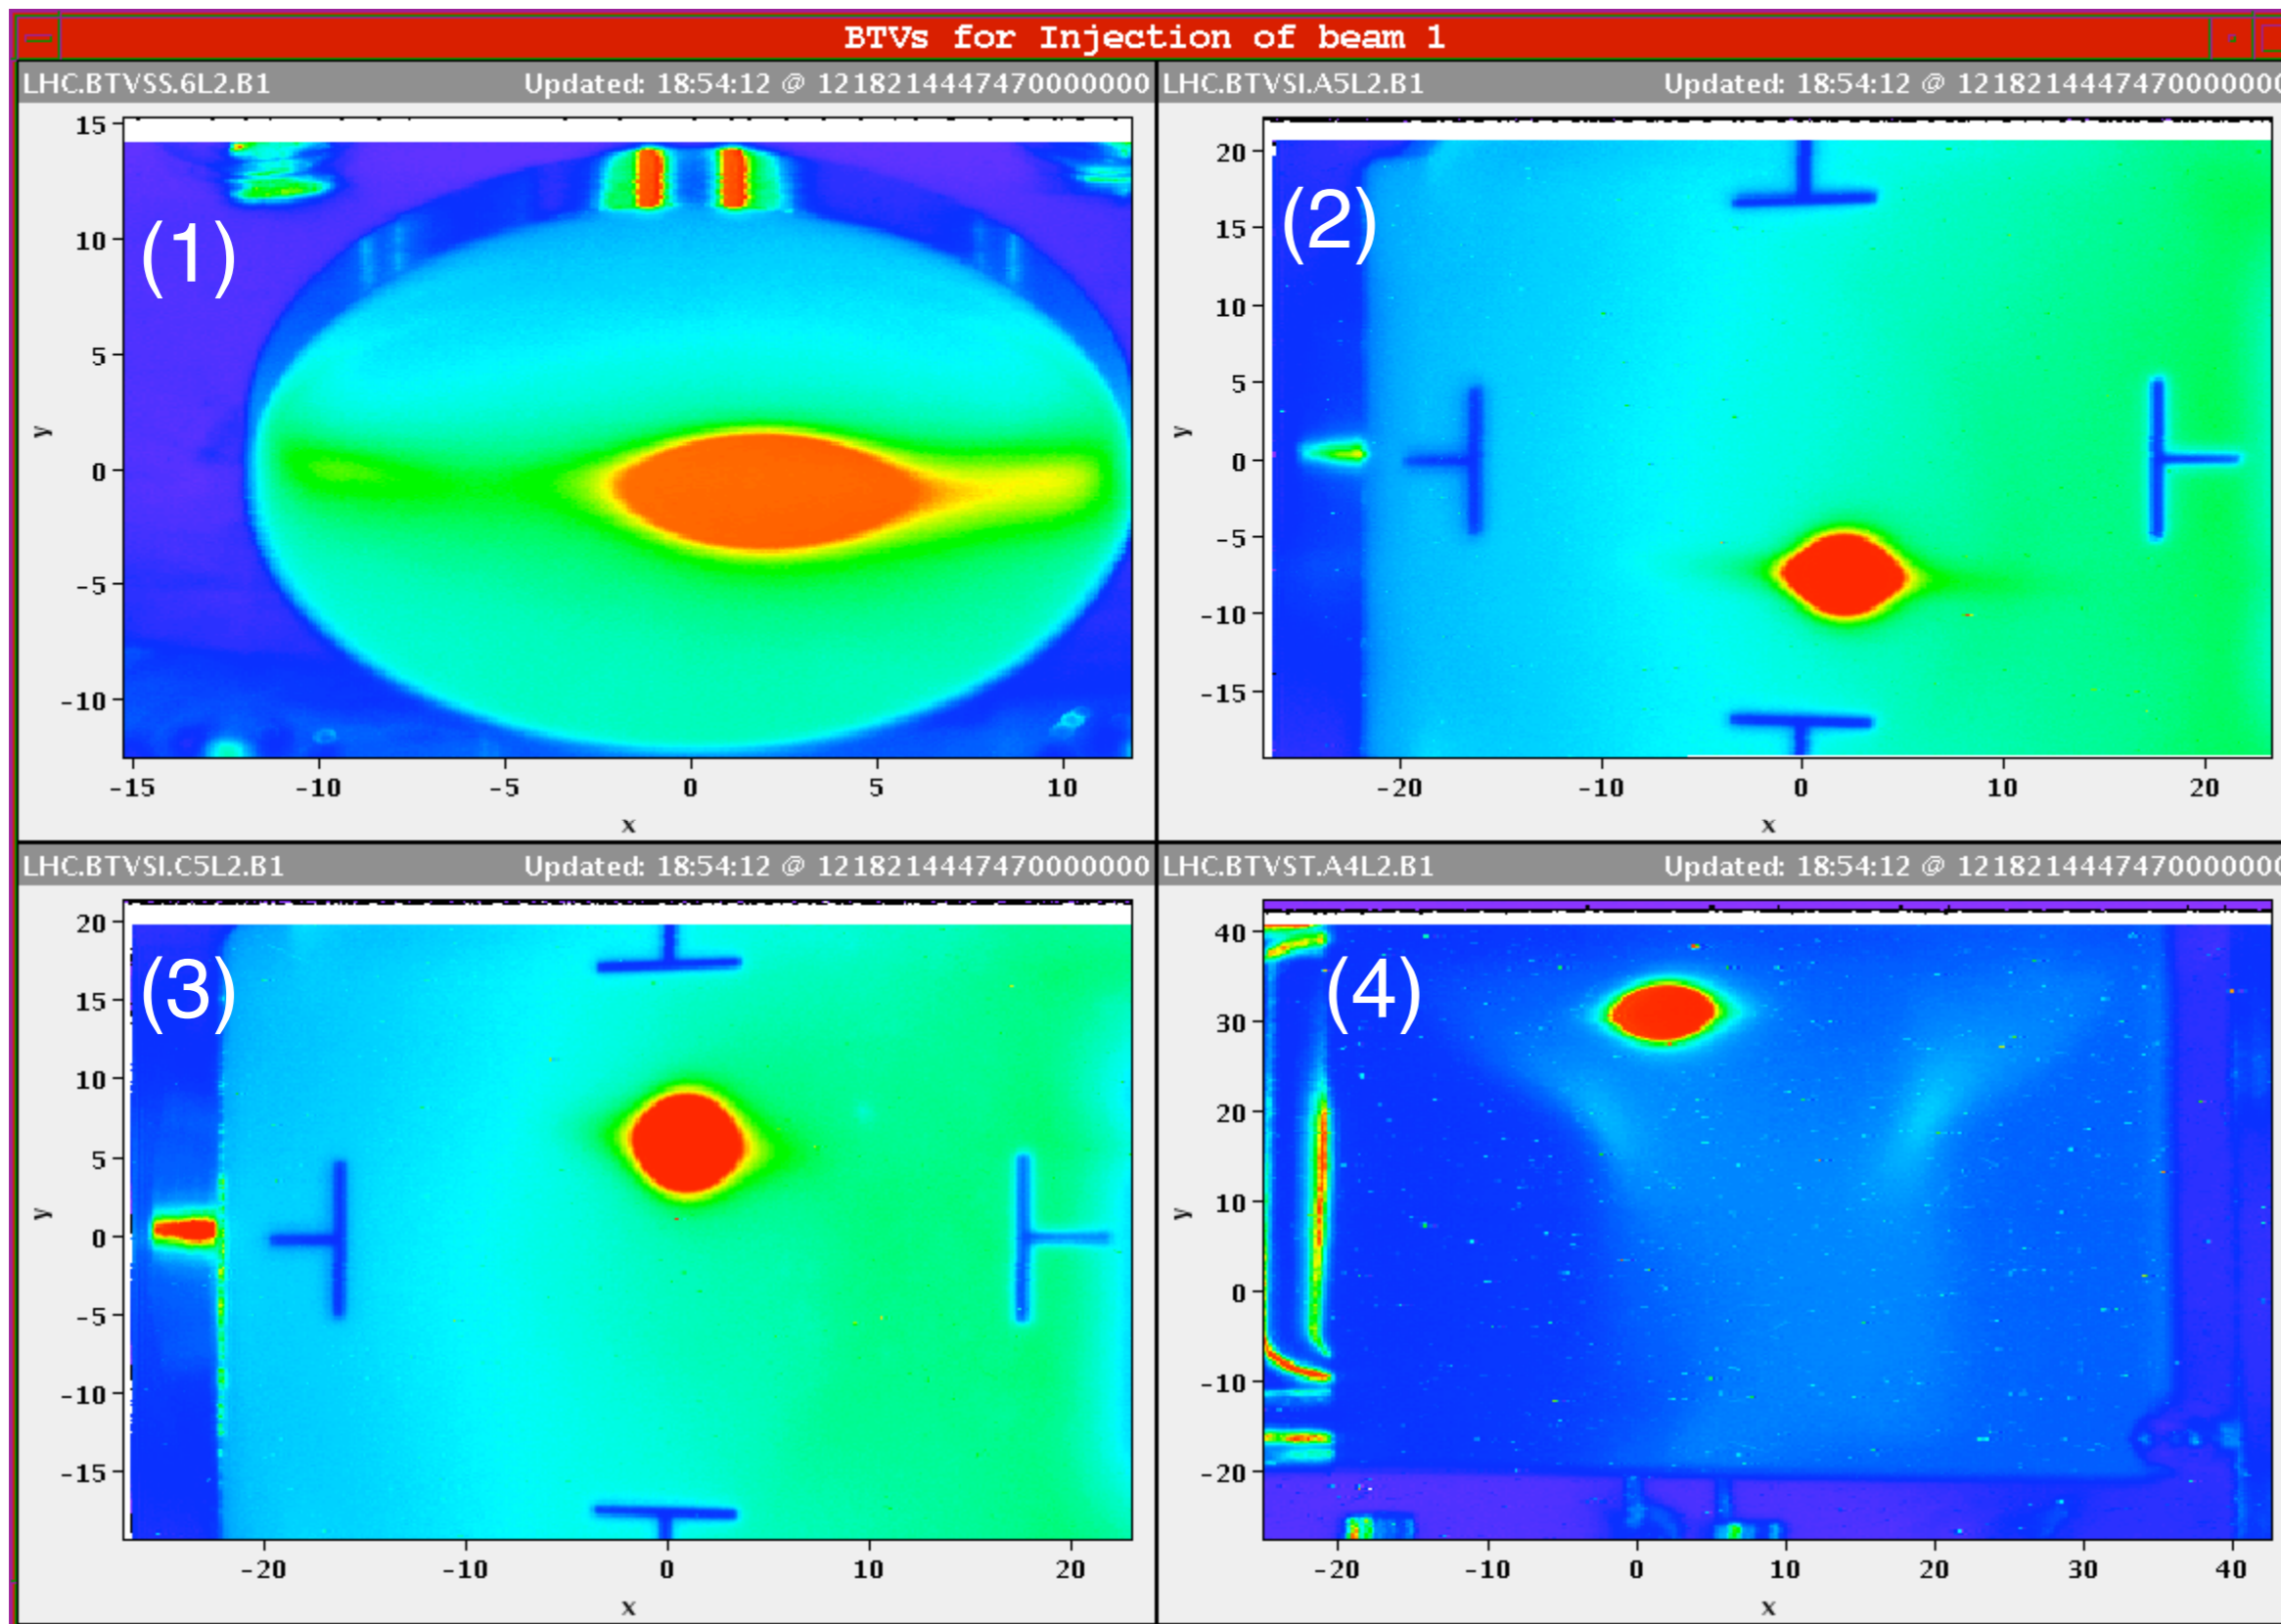 BTVs for Injection of beam 1
LHC.BTVSS.6L2.B1 Updated: 18:54:12 @ 1218214447470000000
(1)
15
10
5
0
-5
-10
y
-15 -10 -5 0 5 10
x
LHC.BTVSI.A5L2.B1 Updated: 18:54:12 @ 1218214447470000000
(2)
20
15
10
5
0
-5
-10
-15
y
-20 -10 0 10 20
x
LHC.BTVSI.C5L2.B1 Updated: 18:54:12 @ 1218214447470000000
(3)
20
15
10
5
0
-5
-10
-15
y
-20 -10 0 10 20
x
LHC.BTVST.A4L2.B1 Updated: 18:54:12 @ 1218214447470000000
(4)
40
30
20
10
0
-10
-20
y
-20 -10 0 10 20 30 40
x